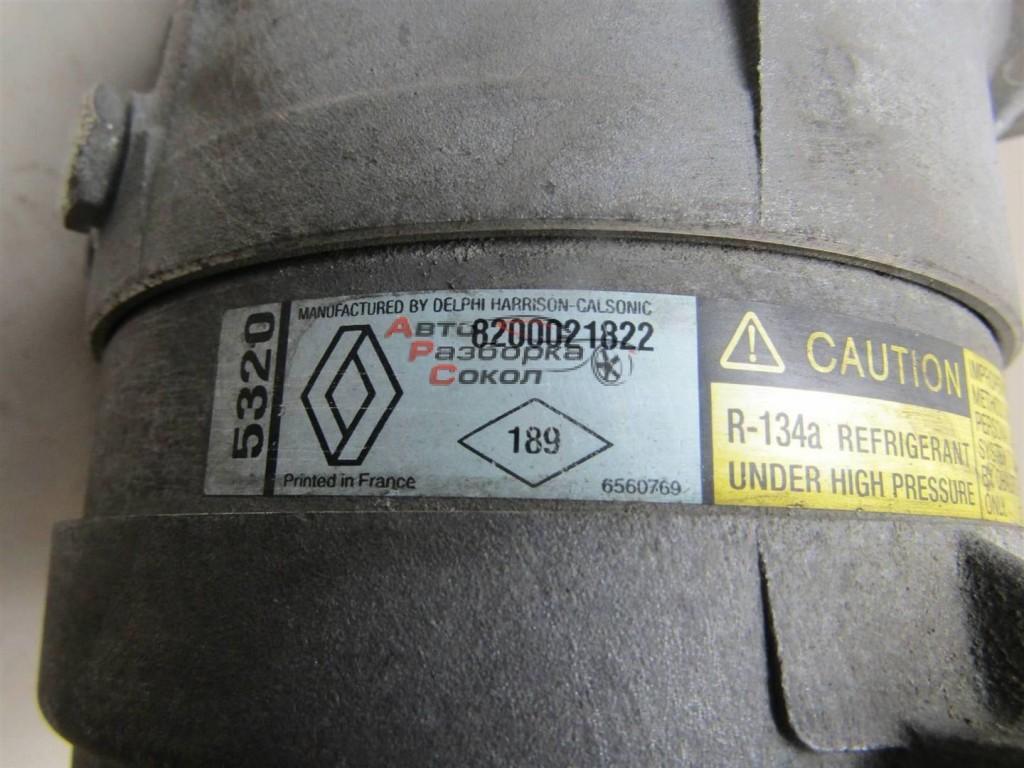 5320
MANUFACTURED BY DELPHI HARRISON-CALSONIC
8200021822
Авто
Разборка
Сокол
189
Printed in France
6560769
CAUTION
R-134a REFRIGERANT
UNDER HIGH PRESSURE
ONLY.